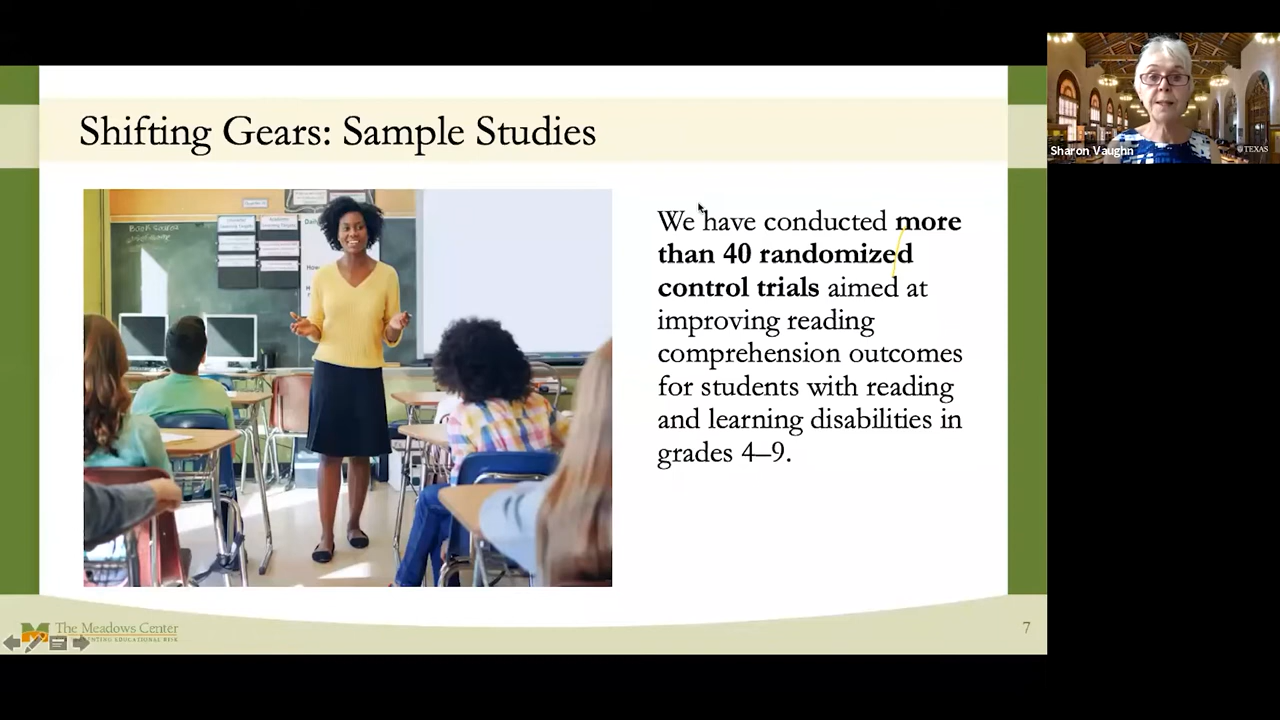 Shifting Gears: Sample Studies
We have conducted more
than 40 randomized
control trials aimed at
improving reading
comprehension outcomes
for students with reading
and learning disabilities in
grades 4–9.
Sharon Vaughn
TEXAS
The Meadows Center
7